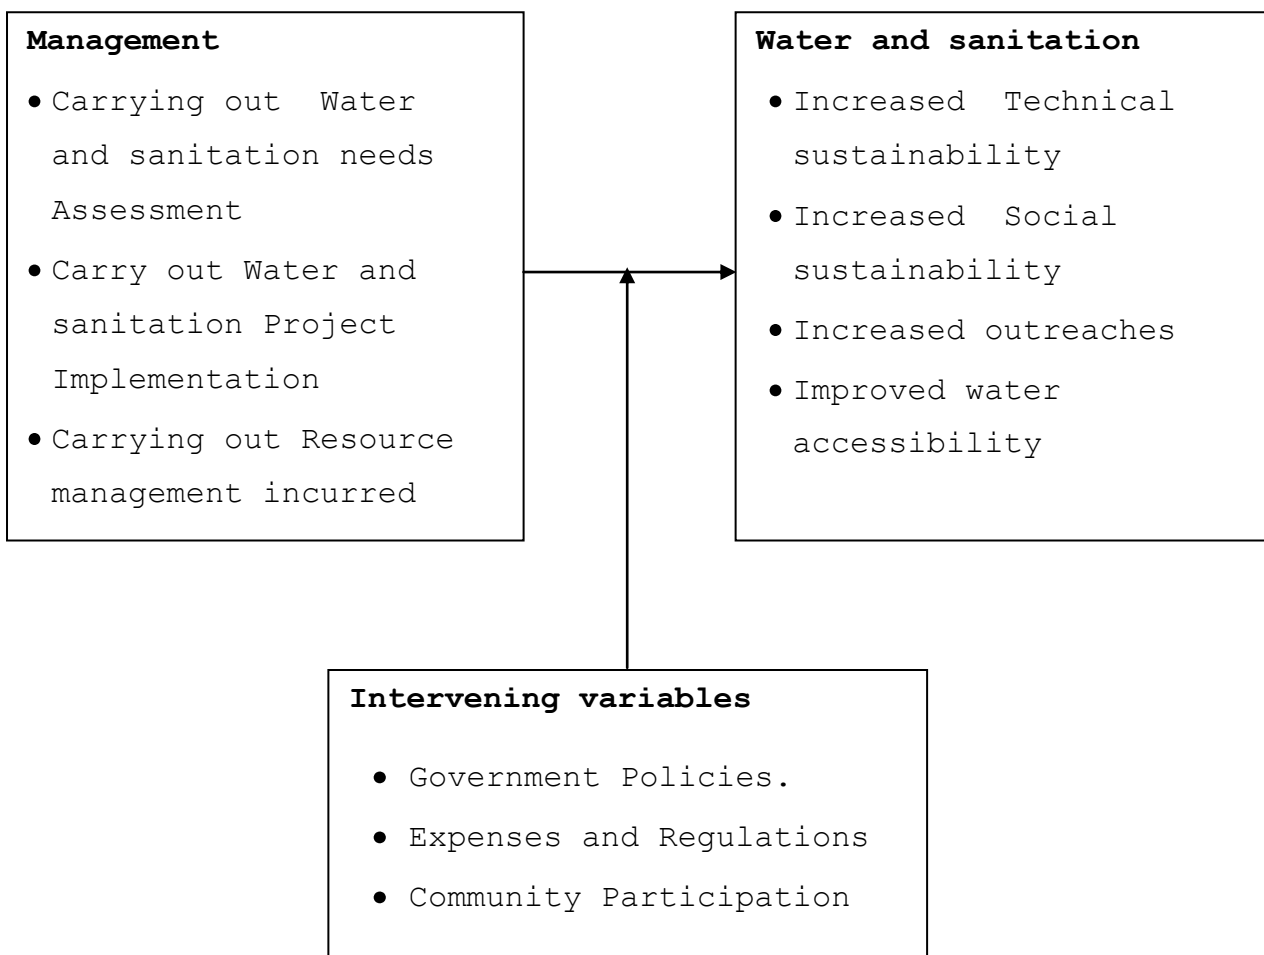 Management
• Carrying out  Water
and sanitation needs
Assessment
• Carry out Water and
sanitation Project
Implementation
• Carrying out Resource
management incurred
Water and sanitation
• Increased  Technical
sustainability
• Increased  Social
sustainability
• Increased outreaches
• Improved water
accessibility
Intervening variables
• Government Policies.
• Expenses and Regulations
• Community Participation